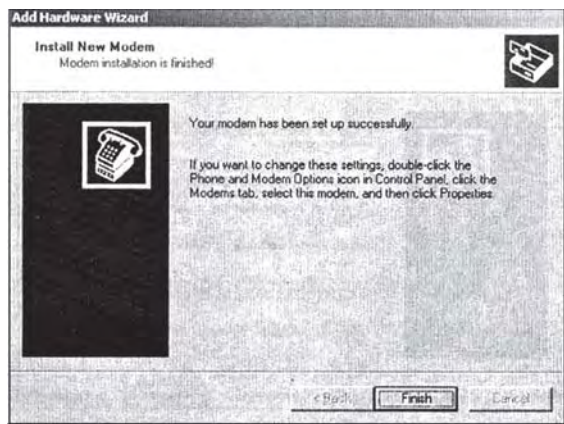 Add Hardware Wizard
Install New Modem
Modem installation is finished!
Your modem has been set up successfully.
If you want to change these settings, double-click the
Phone and Modem Options icon in Control Panel, click the
Modems tab, select this modem, and then click Properties
< Back Finish Cancel